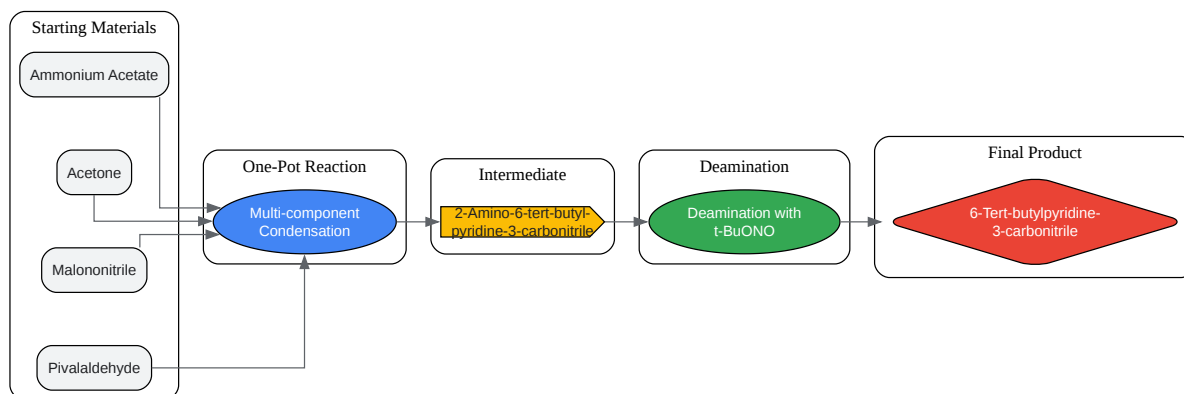 Starting Materials
Ammonium Acetate
Acetone
Malononitrile
Pivalaldehyde
One-Pot Reaction
Multi-component
Condensation
Intermediate
2-Amino-6-tert-butyl-
pyridine-3-carbonitrile
Deamination
Deamination with
t-BuONO
Final Product
6-Tert-butylpyridine-
3-carbonitrile